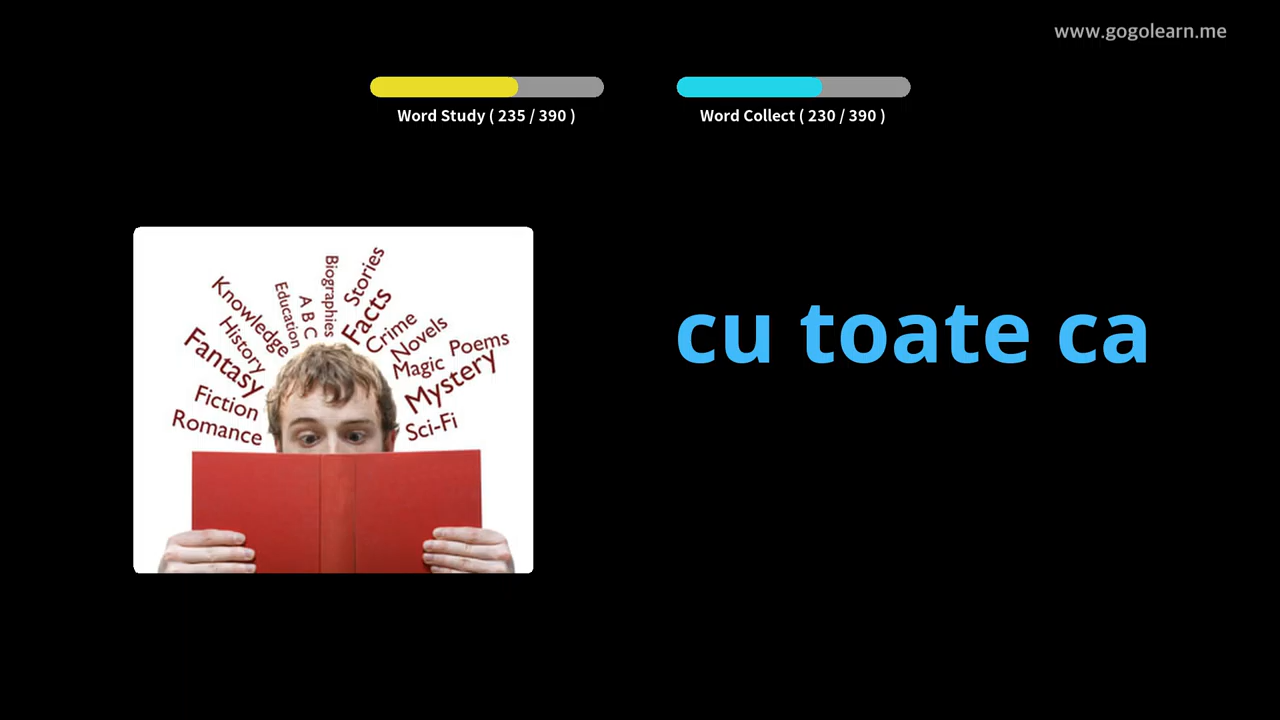 www.gogolearn.me
Word Study ( 235 / 390 )
Word Collect ( 230 / 390 )
cu toate ca
Stories
Biographies
Facts
A B C
Education
Knowledge
Crime
History
Novels
Poems
Fantasy
Magic
Mystery
Fiction
Romance
Sci-Fi